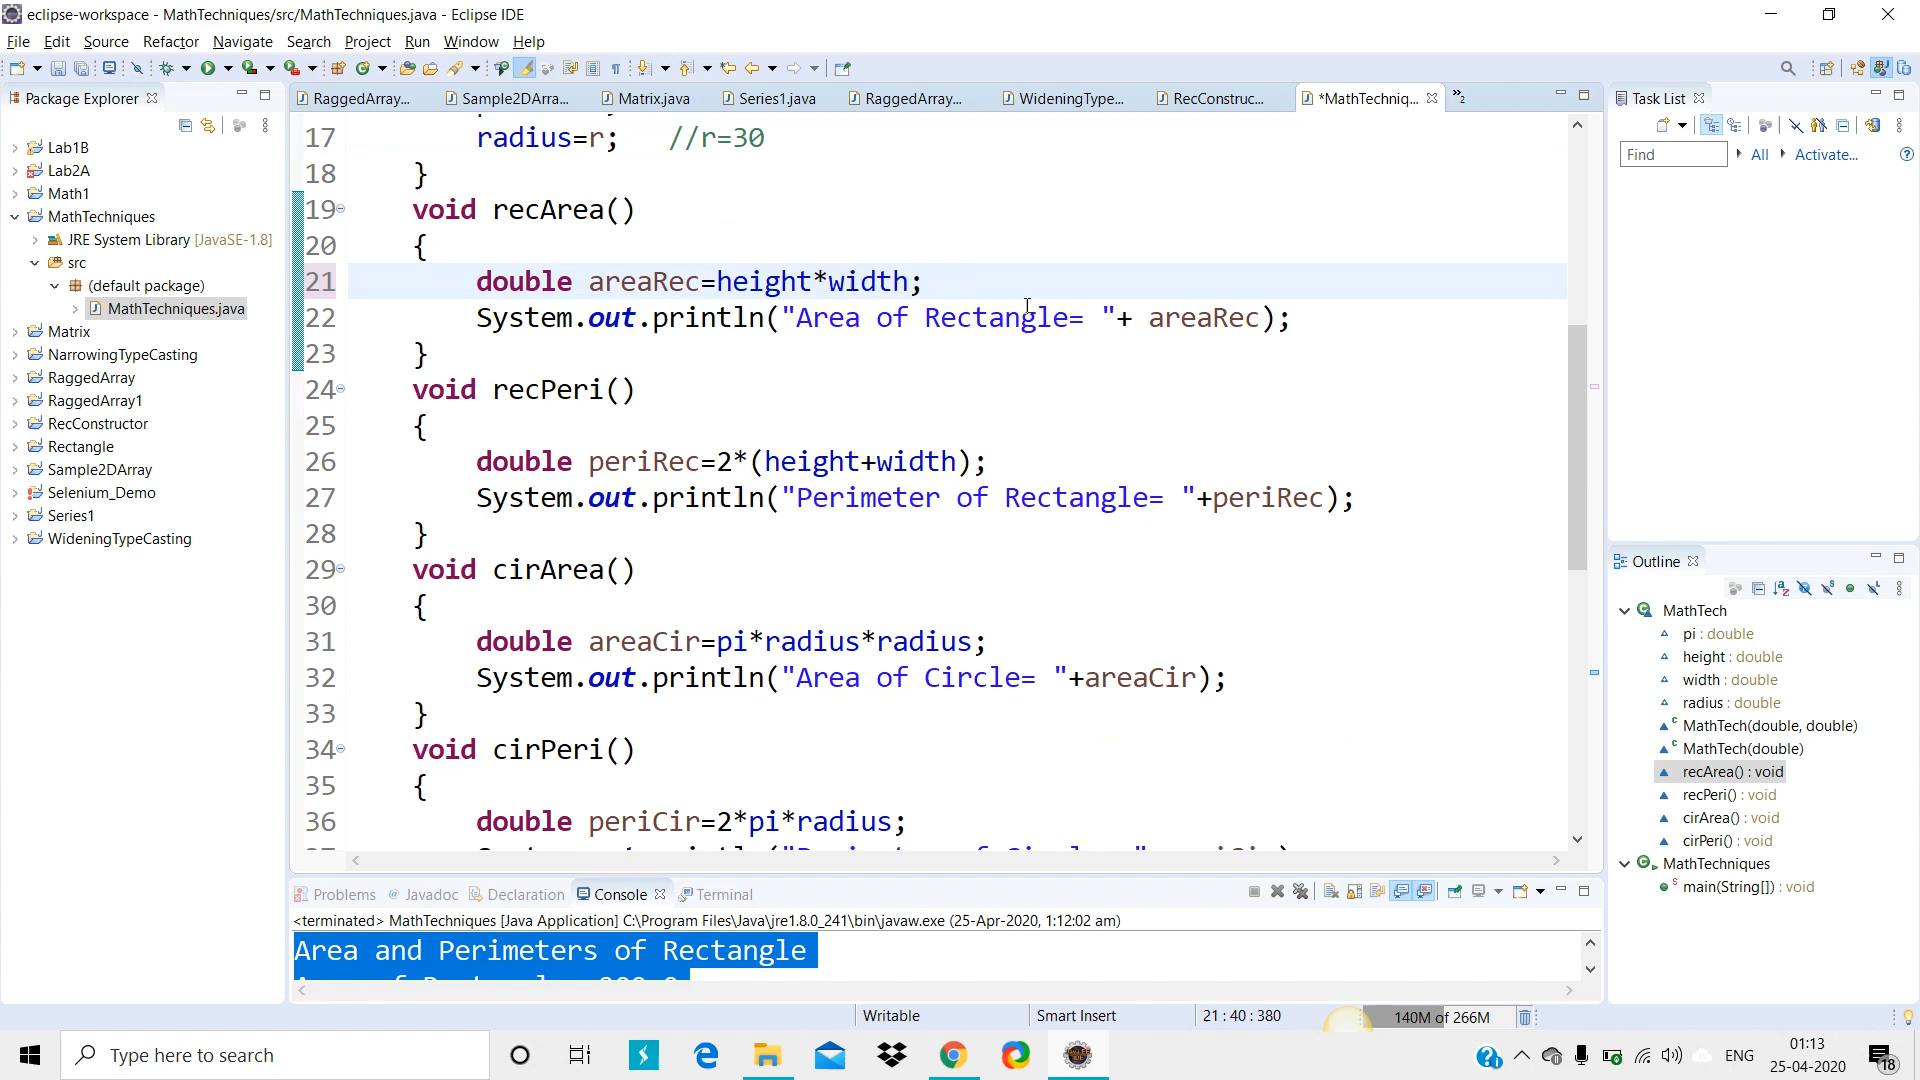 eclipse-workspace - MathTechniques/src/MathTechniques.java - Eclipse IDE
File Edit Source Refactor Navigate Search Project Run Window Help
Package Explorer
RaggedArray... Sample2DArra... Matrix.java Series1.java RaggedArray... WideningType... RecConstruc... *MathTechniq... »2
Lab1B
Lab2A
Math1
MathTechniques
JRE System Library [JavaSE-1.8]
src
(default package)
MathTechniques.java
Matrix
NarrowingTypeCasting
RaggedArray
RaggedArray1
RecConstructor
Rectangle
Sample2DArray
Selenium_Demo
Series1
WideningTypeCasting
17 radius=r; //r=30
18 }
19 void recArea()
20 {
21 double areaRec=height*width;
22 System.out.println("Area of Rectangle= "+ areaRec);
23 }
24 void recPeri()
25 {
26 double periRec=2*(height+width);
27 System.out.println("Perimeter of Rectangle= "+periRec);
28 }
29 void cirArea()
30 {
31 double areaCir=pi*radius*radius;
32 System.out.println("Area of Circle= "+areaCir);
33 }
34 void cirPeri()
35 {
36 double periCir=2*pi*radius;
Problems @ Javadoc Declaration Console Terminal
<terminated> MathTechniques [Java Application] C:\Program Files\Java\jre1.8.0_241\bin\javaw.exe (25-Apr-2020, 1:12:02 am)
Area and Perimeters of Rectangle
Task List
Find All Activate...
Outline
MathTech
pi : double
height : double
width : double
radius : double
MathTech(double, double)
MathTech(double)
recArea() : void
recPeri() : void
cirArea() : void
cirPeri() : void
MathTechniques
main(String[]) : void
Writable Smart Insert 21 : 40 : 380 140M of 266M
Type here to search
ENG
01:13
25-04-2020
18